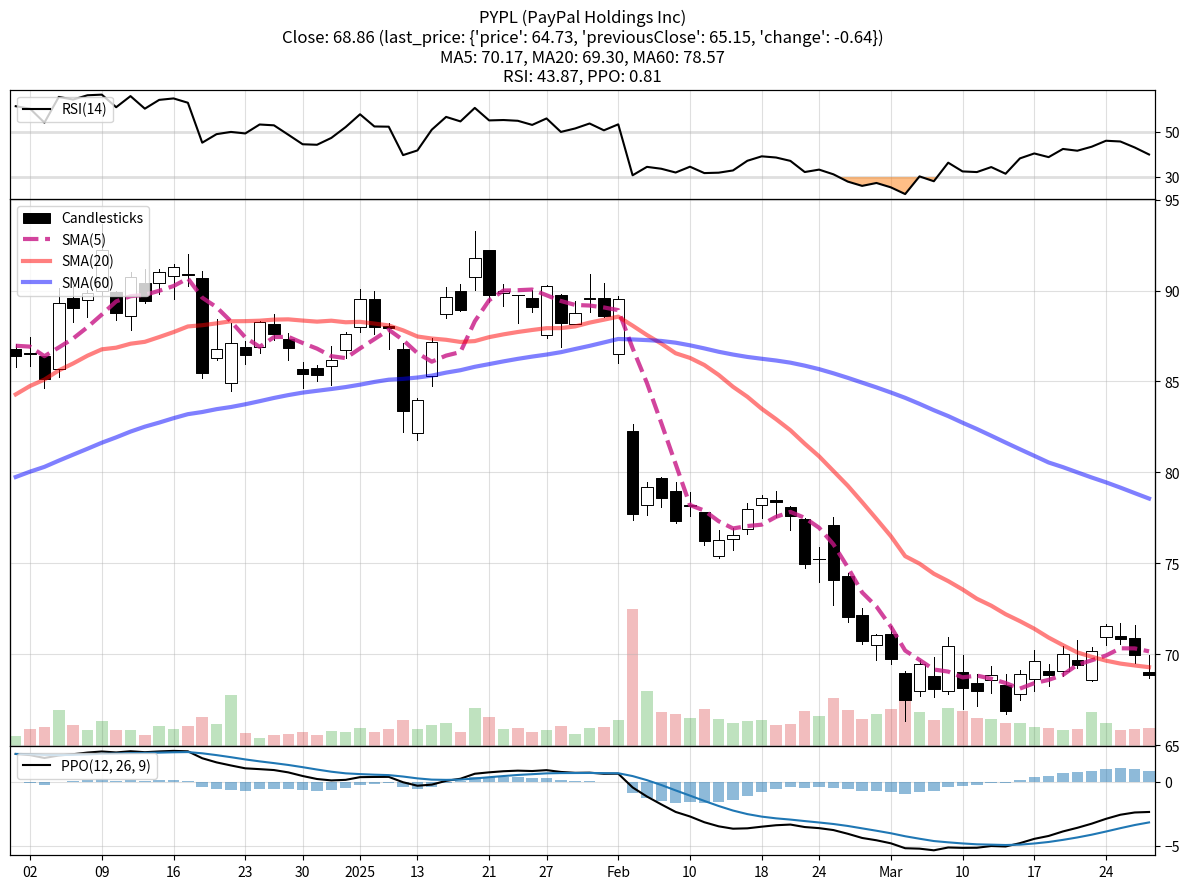 PYPL (PayPal Holdings Inc)
Close: 68.86 (last_price: {'price': 64.73, 'previousClose': 65.15, 'change': -0.64})
MA5: 70.17, MA20: 69.30, MA60: 78.57
RSI: 43.87, PPO: 0.81
RSI(14)
50
30
95
Candlesticks
SMA(5)
SMA(20)
SMA(60)
90
85
80
75
70
65
PPO(12, 26, 9)
0
−5
02 09 16 23 30 2025 13 21 27 Feb 10 18 24 Mar 10 17 24